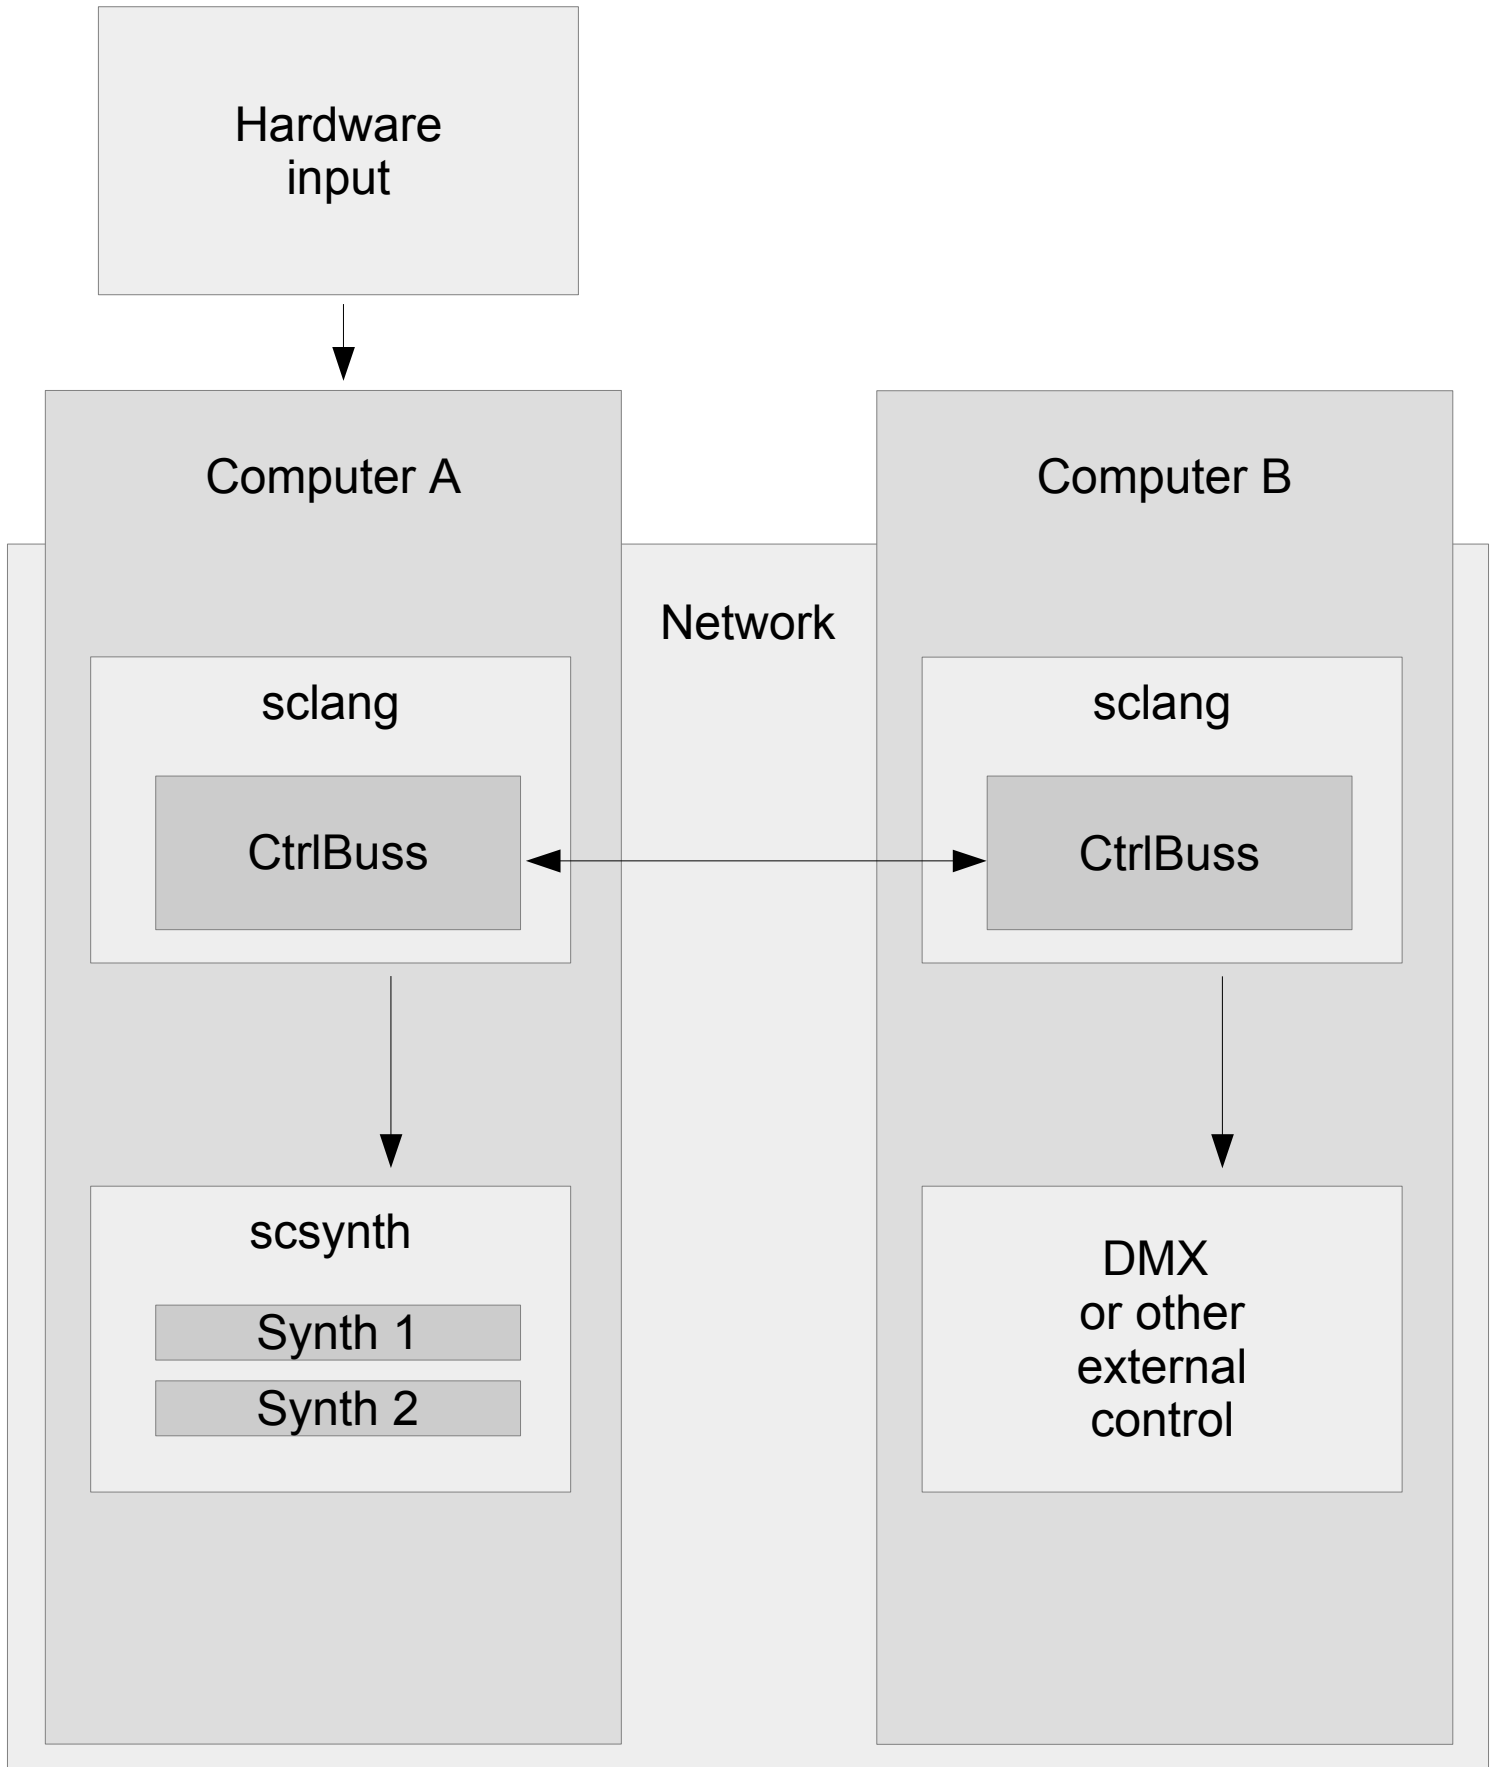 Hardware
input
Computer A
Computer B
Network
sclang
sclang
CtrlBuss
CtrlBuss
scsynth
Synth 1
Synth 2
DMX
or other
external
control